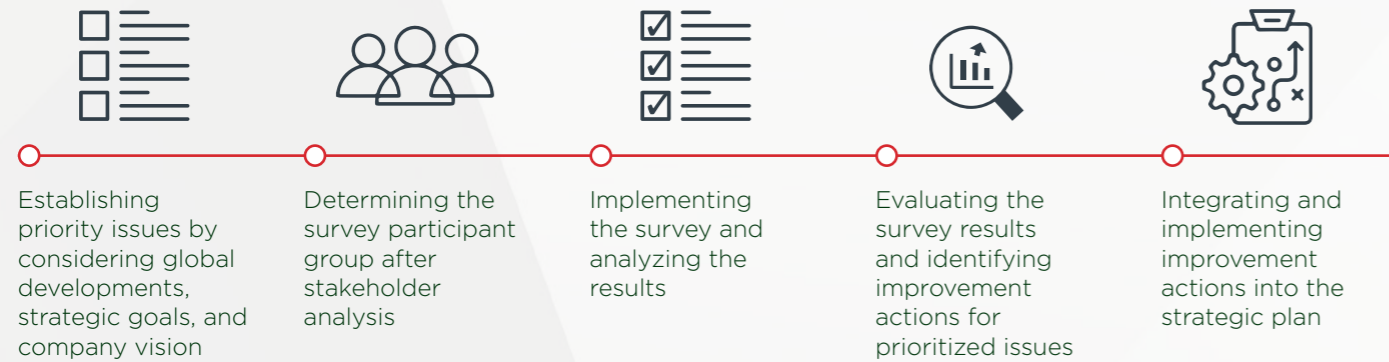 Establishing
priority issues by
considering global
developments,
strategic goals, and
company vision
Determining the
survey participant
group after
stakeholder
analysis
Implementing
the survey and
analyzing the
results
Evaluating the
survey results
and identifying
improvement
actions for
prioritized issues
Integrating and
implementing
improvement
actions into the
strategic plan